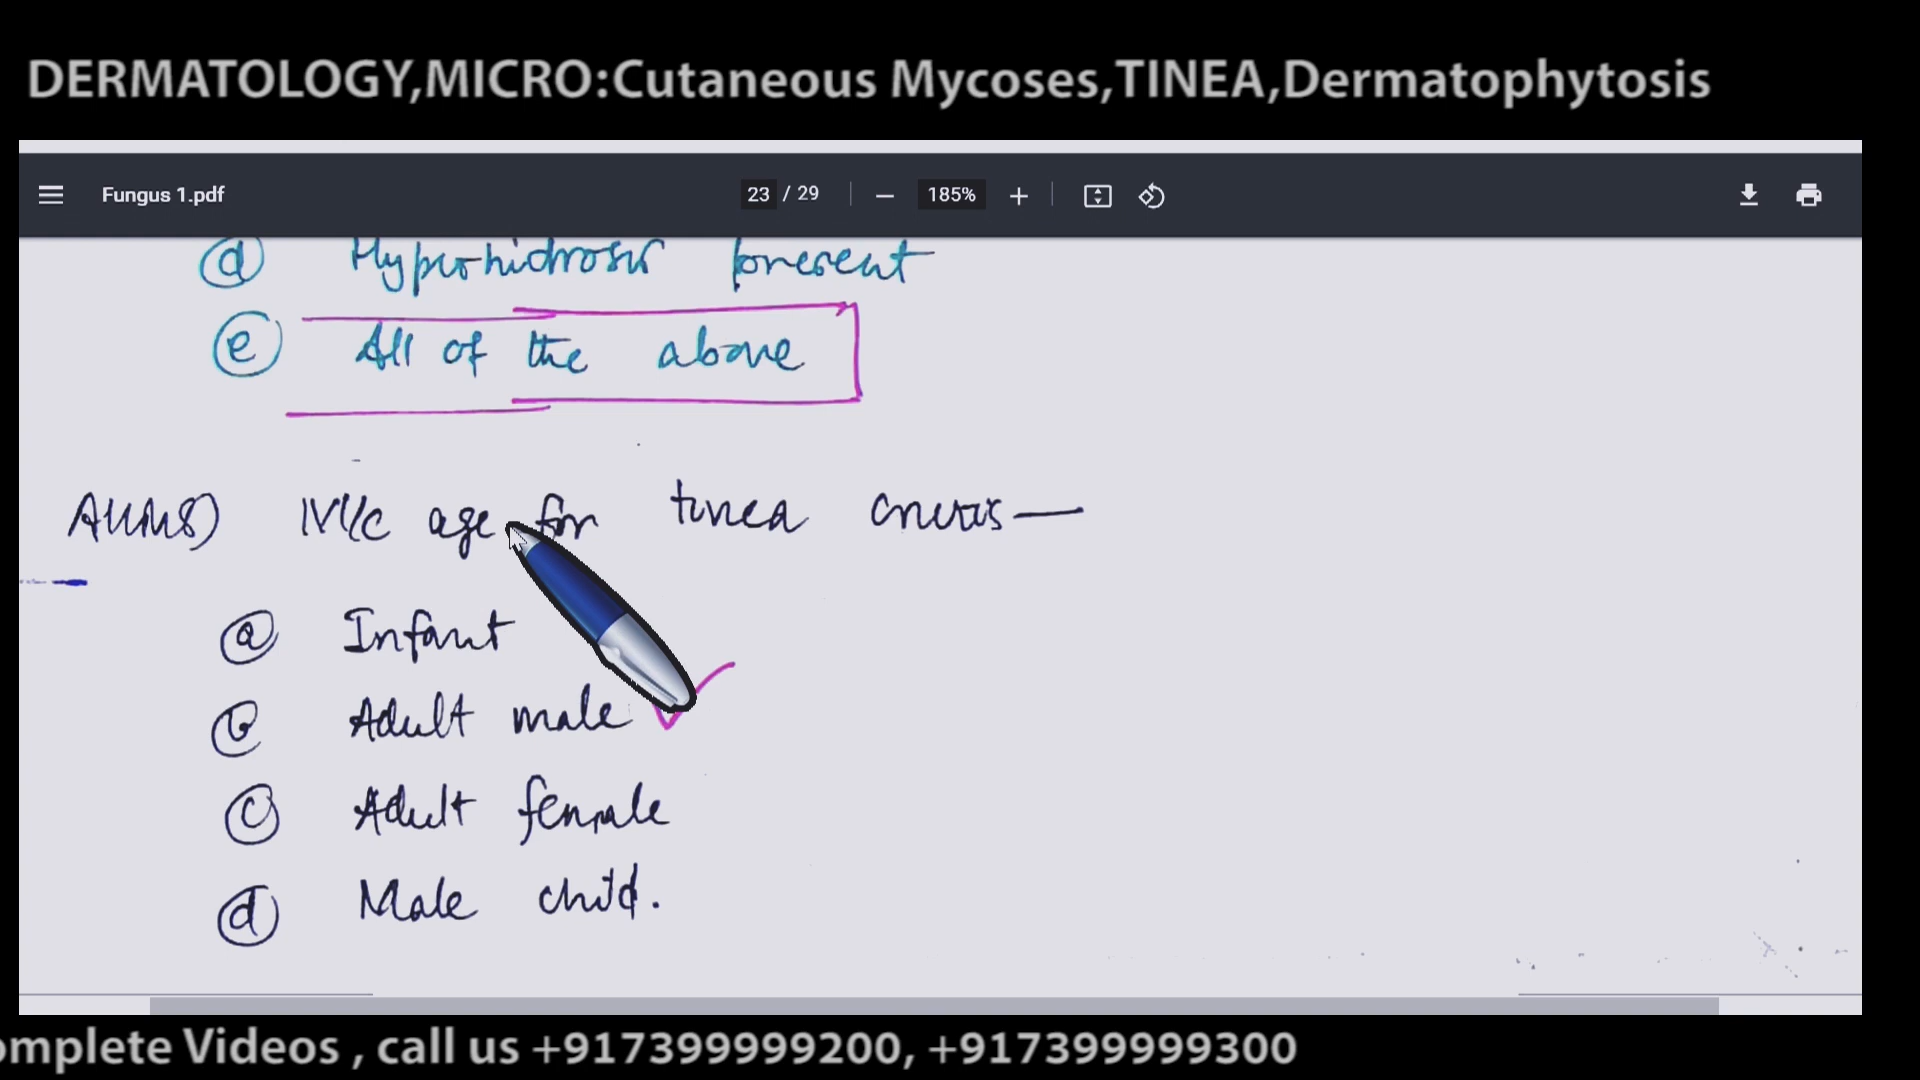 DERMATOLOGY,MICRO:Cutaneous Mycoses,TINEA,Dermatophytosis
Fungus 1.pdf 23 / 29 185%
d Hyperhidrosis present
e All of the above
AIIMS) M/c age for tinea cruris —
a Infant
b Adult male
c Adult female
d Male child.
omplete Videos , call us +917399999200, +917399999300